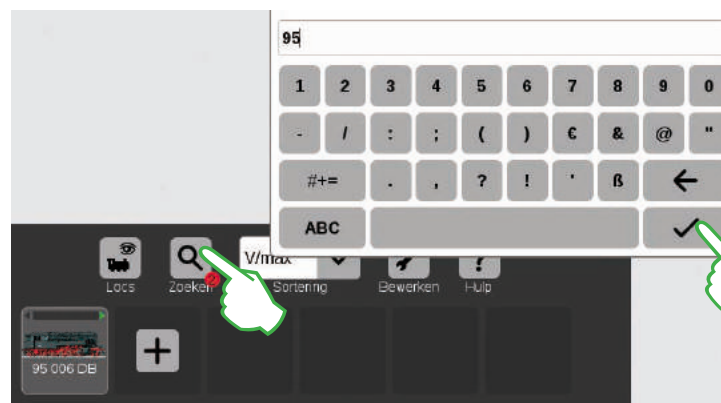 95
1 2 3 4 5 6 7 8 9 0
- / : ; ( ) € & @ "
#+= . , ? ! ' ß
ABC
V/max
?
Locs Zoeken Sortering Bewerken Hulp
95 006 DB